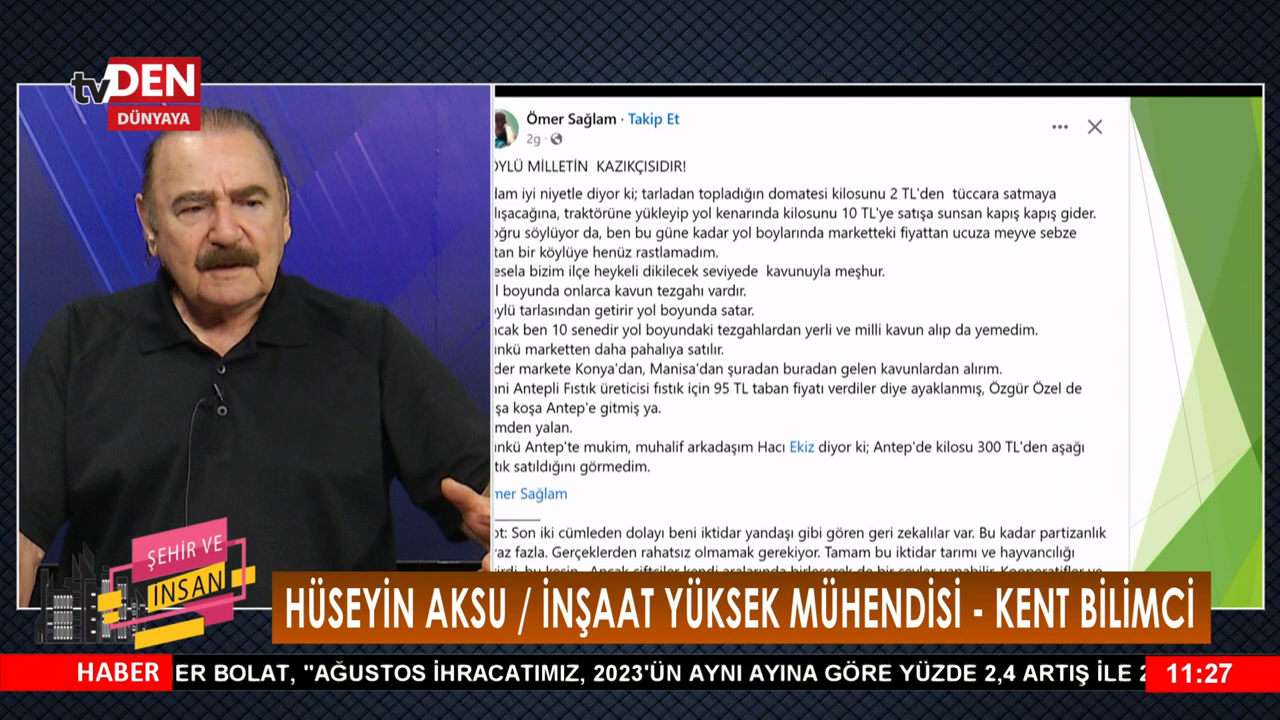 tvDEN
DÜNYAYA
Ömer Sağlam · Takip Et
2g ·
ÖYLÜ MİLLETİN KAZIKÇISIDIR!
lam iyi niyetle diyor ki; tarladan topladığın domatesi kilosunu 2 TL'den tüccara satmaya
lışacağına, traktörüne yükleyip yol kenarında kilosunu 10 TL'ye satışa sunsan kapış kapış gider.
oğru söylüyor da, ben bu güne kadar yol boylarında marketteki fiyattan ucuza meyve sebze
tan bir köylüye henüz rastlamadım.
esela bizim ilçe heykeli dikilecek seviyede kavunuyla meşhur.
l boyunda onlarca kavun tezgahı vardır.
öylü tarlasından getirir yol boyunda satar.
ncak ben 10 senedir yol boyundaki tezgahlardan yerli ve milli kavun alıp da yemedim.
ünkü marketten daha pahalıya satılır.
der markete Konya'dan, Manisa'dan şuradan buradan gelen kavunlardan alırım.
ani Antepli Fıstık üreticisi fıstık için 95 TL taban fiyatı verdiler diye ayaklanmış, Özgür Özel de
şa koşa Antep'e gitmiş ya.
ımden yalan.
ünkü Antep'te mukim, muhalif arkadaşım Hacı Ekiz diyor ki; Antep'de kilosu 300 TL'den aşağı
tık satıldığını görmedim.
mer Sağlam
ot: Son iki cümleden dolayı beni iktidar yandaşı gibi gören geri zekalılar var. Bu kadar partizanlık
raz fazla. Gerçeklerden rahatsız olmamak gerekiyor. Tamam bu iktidar tarımı ve hayvancılığı
ŞEHİR VE
İNSAN
HÜSEYİN AKSU / İNŞAAT YÜKSEK MÜHENDİSİ - KENT BİLİMCİ
HABER
ER BOLAT, "AĞUSTOS İHRACATIMIZ, 2023'ÜN AYNI AYINA GÖRE YÜZDE 2,4 ARTIŞ İLE 2
11:27